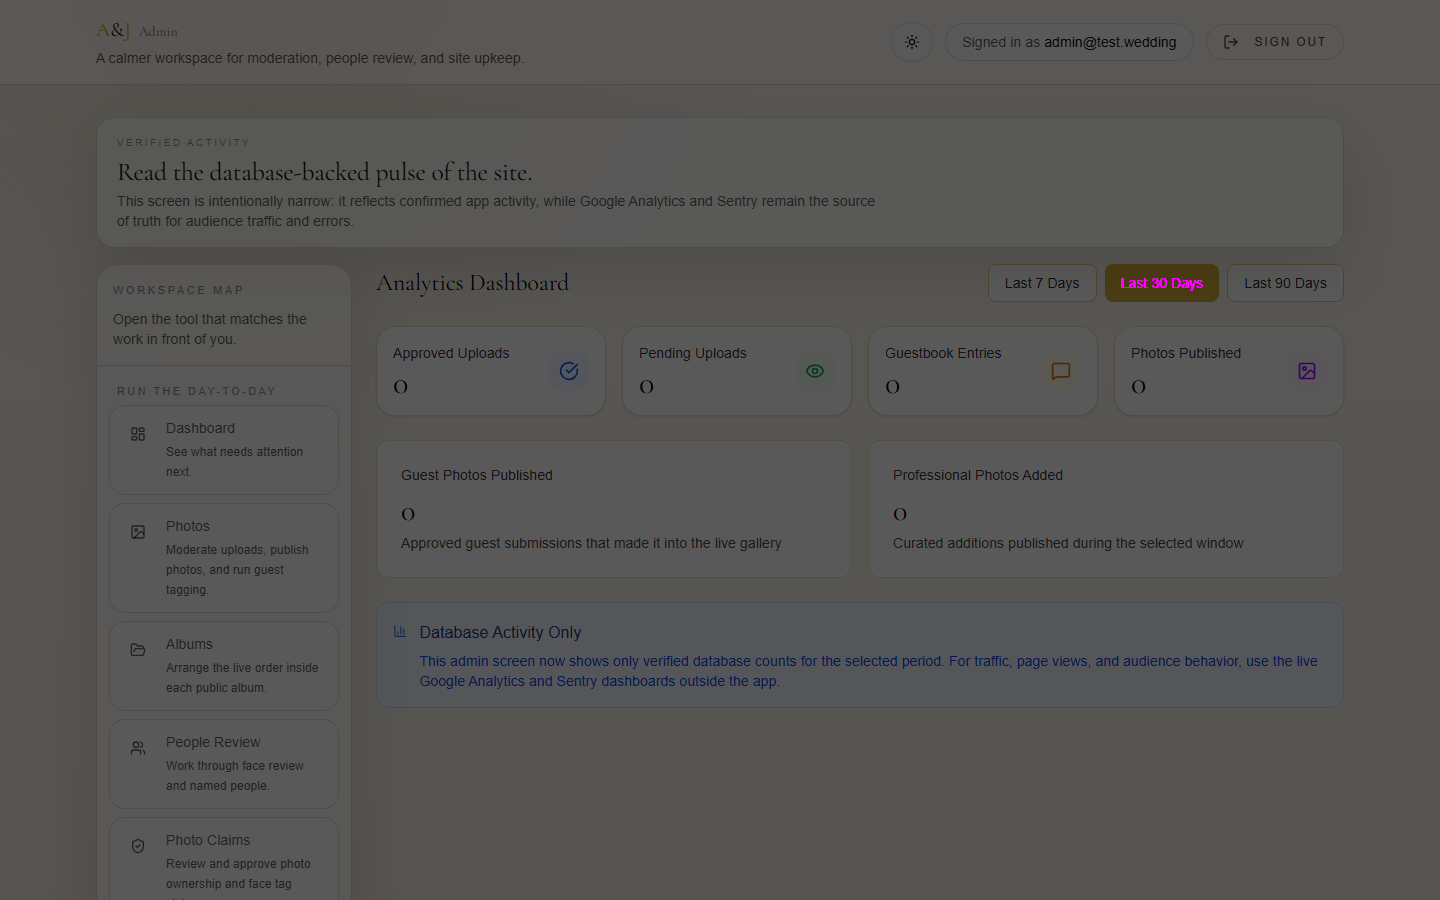 A&J Admin
A calmer workspace for moderation, people review, and site upkeep.
Signed in as admin@test.wedding
SIGN OUT
VERIFIED ACTIVITY
Read the database-backed pulse of the site.
This screen is intentionally narrow: it reflects confirmed app activity, while Google Analytics and Sentry remain the source
of truth for audience traffic and errors.
WORKSPACE MAP
Open the tool that matches the
work in front of you.
RUN THE DAY-TO-DAY
Dashboard
See what needs attention
next.
Photos
Moderate uploads, publish
photos, and run guest
tagging.
Albums
Arrange the live order inside
each public album.
People Review
Work through face review
and named people.
Photo Claims
Review and approve photo
ownership and face tag
Analytics Dashboard
Last 7 Days
Last 30 Days
Last 90 Days
Approved Uploads
0
Pending Uploads
0
Guestbook Entries
0
Photos Published
0
Guest Photos Published
0
Approved guest submissions that made it into the live gallery
Professional Photos Added
0
Curated additions published during the selected window
Database Activity Only
This admin screen now shows only verified database counts for the selected period. For traffic, page views, and audience behavior, use the live
Google Analytics and Sentry dashboards outside the app.